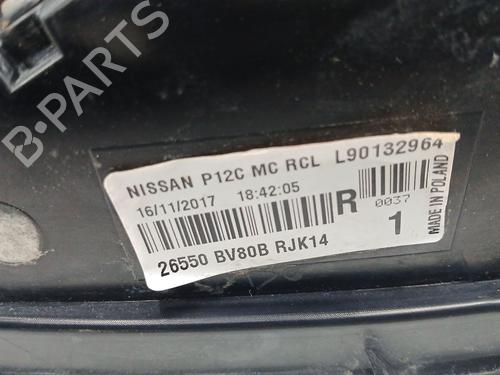 NISSAN P12C MC RCL L90132964
16/11/2017 18:42:05
R
0037
1
MADE IN POLAND
26550 BV80B RJK14
B-PARTS